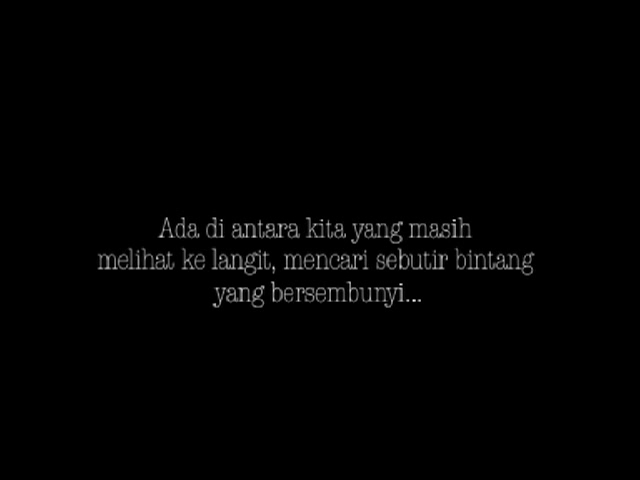 Ada di antara kita yang masih
melihat ke langit, mencari sebutir bintang
yang bersembunyi...